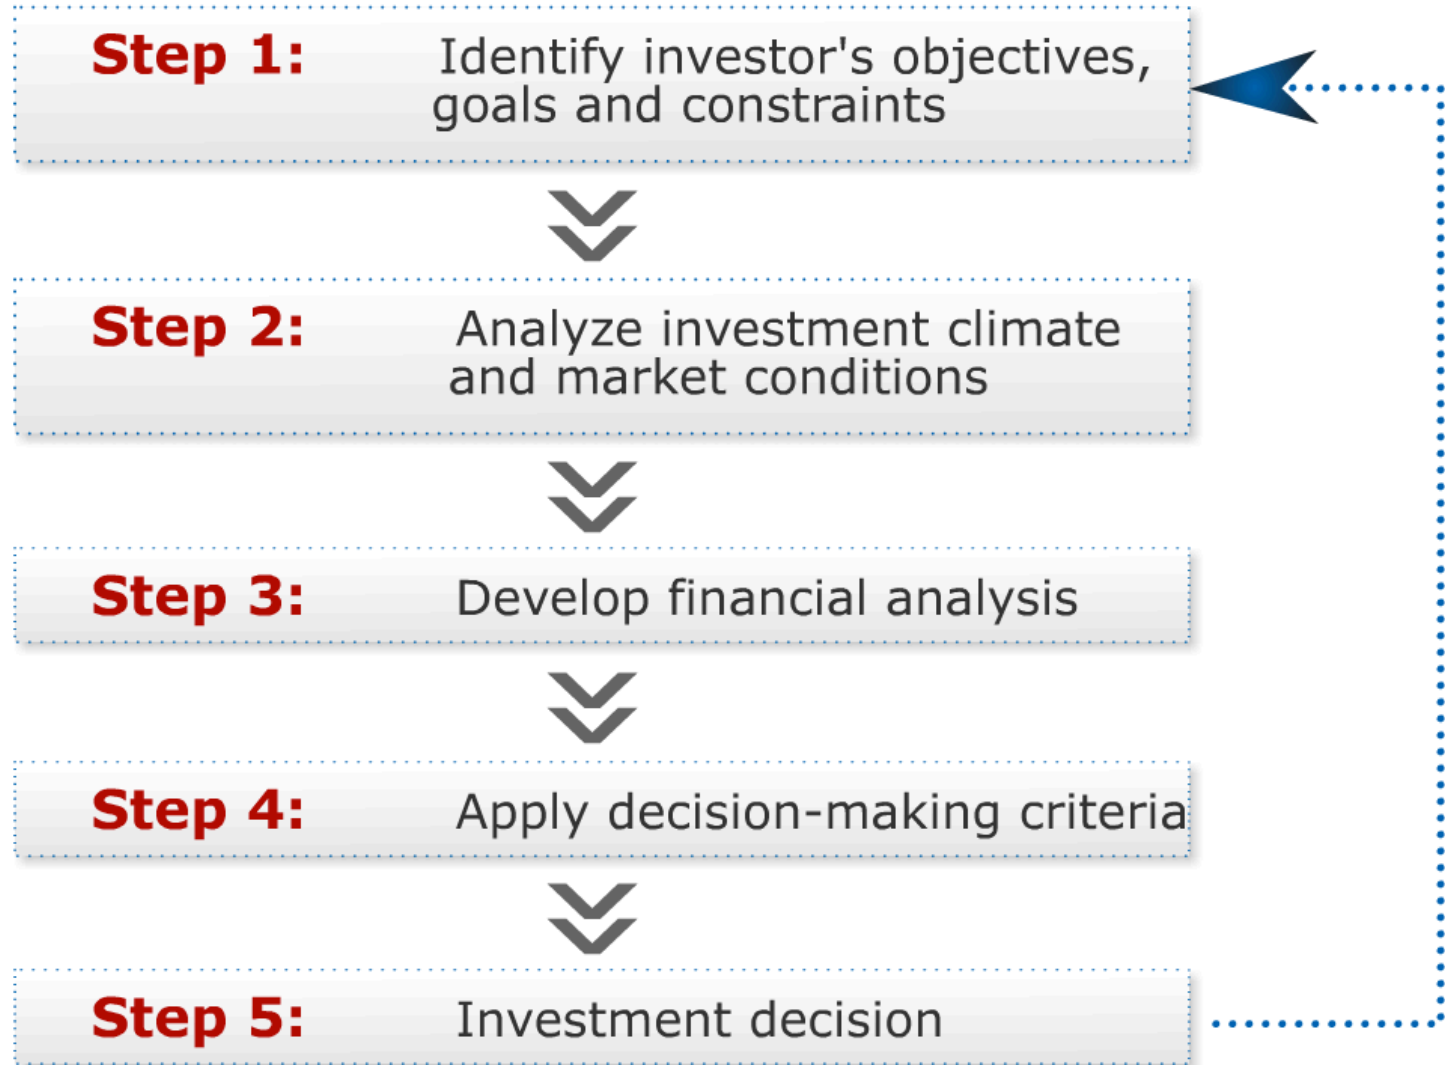 Step 1: Identify investor's objectives,
goals and constraints
Step 2: Analyze investment climate
and market conditions
Step 3: Develop financial analysis
Step 4: Apply decision-making criteria
Step 5: Investment decision